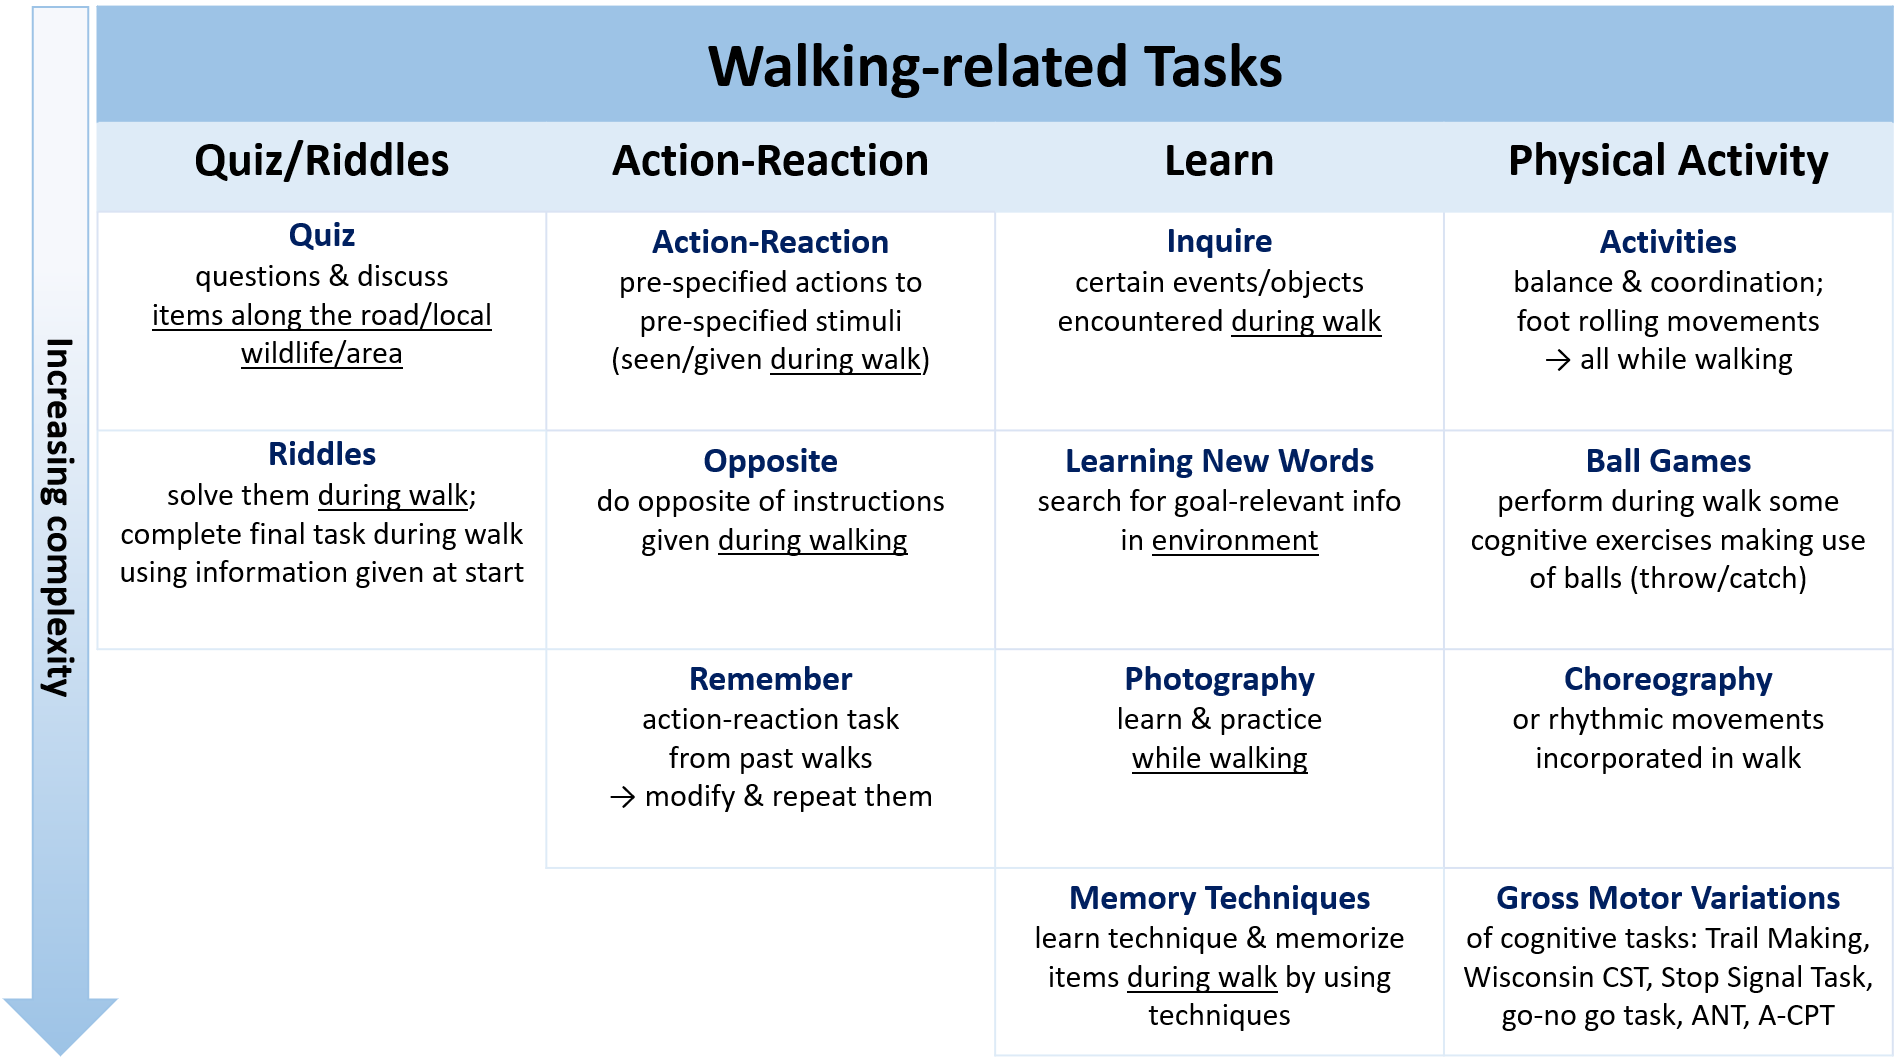 Walking-related Tasks
Increasing complexity
Quiz/Riddles
Action-Reaction
Learn
Physical Activity
Quiz
questions & discuss
items along the road/local
wildlife/area
Action-Reaction
pre-specified actions to
pre-specified stimuli
(seen/given during walk)
Inquire
certain events/objects
encountered during walk
Activities
balance & coordination;
foot rolling movements
→ all while walking
Riddles
solve them during walk;
complete final task during walk
using information given at start
Opposite
do opposite of instructions
given during walking
Learning New Words
search for goal-relevant info
in environment
Ball Games
perform during walk some
cognitive exercises making use
of balls (throw/catch)
Remember
action-reaction task
from past walks
→ modify & repeat them
Photography
learn & practice
while walking
Choreography
or rhythmic movements
incorporated in walk
Memory Techniques
learn technique & memorize
items during walk by using
techniques
Gross Motor Variations
of cognitive tasks: Trail Making,
Wisconsin CST, Stop Signal Task,
go-no go task, ANT, A-CPT